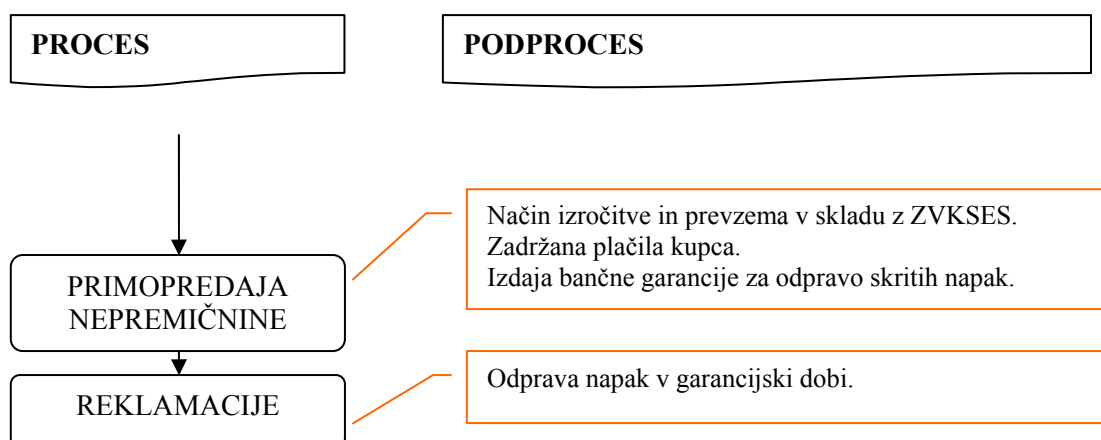 PROCES
PODPROCES
Način izročitve in prevzema v skladu z ZVKSES.
Zadržana plačila kupca.
Izdaja bančne garancije za odpravo skritih napak.
PRIMOPREDAJA
NEPREMIČNINE
Odprava napak v garancijski dobi.
REKLAMACIJE